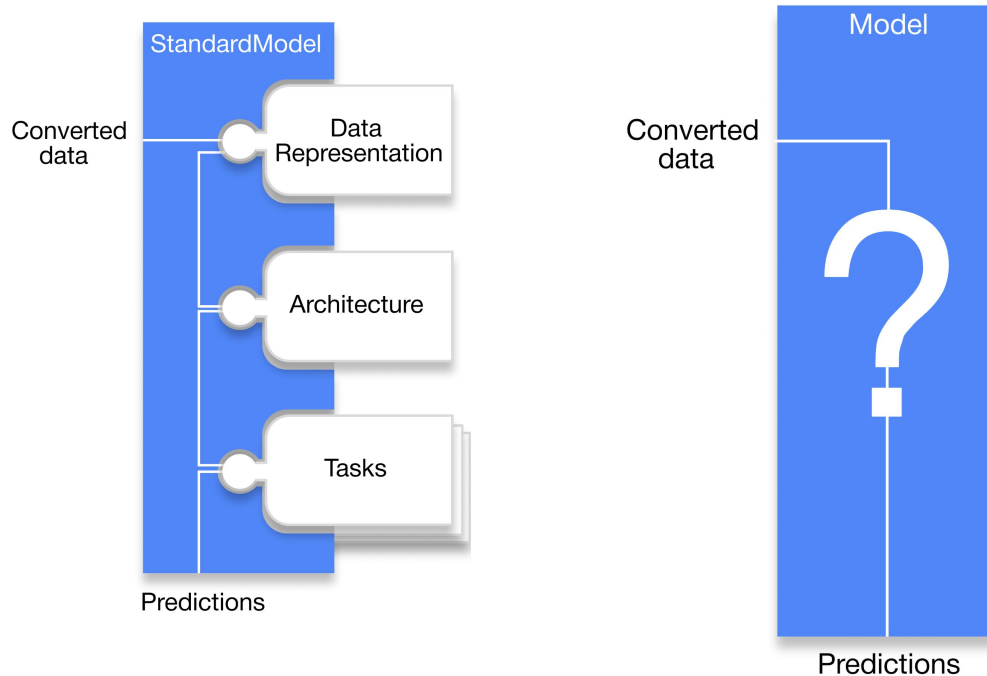 StandardModel
Converted
data
Data
Representation
Architecture
Tasks
Predictions
Model
Converted
data
?
Predictions